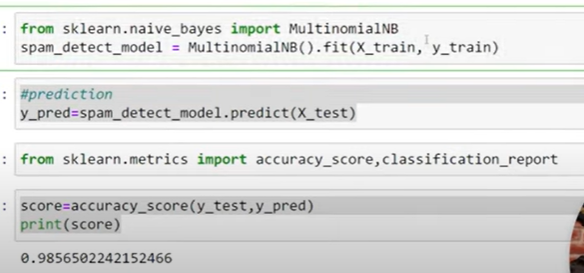 : from sklearn.naive_bayes import MultinomialNB
spam_detect_model = MultinomialNB().fit(X_train, y_train)
: #prediction
y_pred=spam_detect_model.predict(X_test)
: from sklearn.metrics import accuracy_score,classification_report
: score=accuracy_score(y_test,y_pred)
print(score)
0.9856502242152466